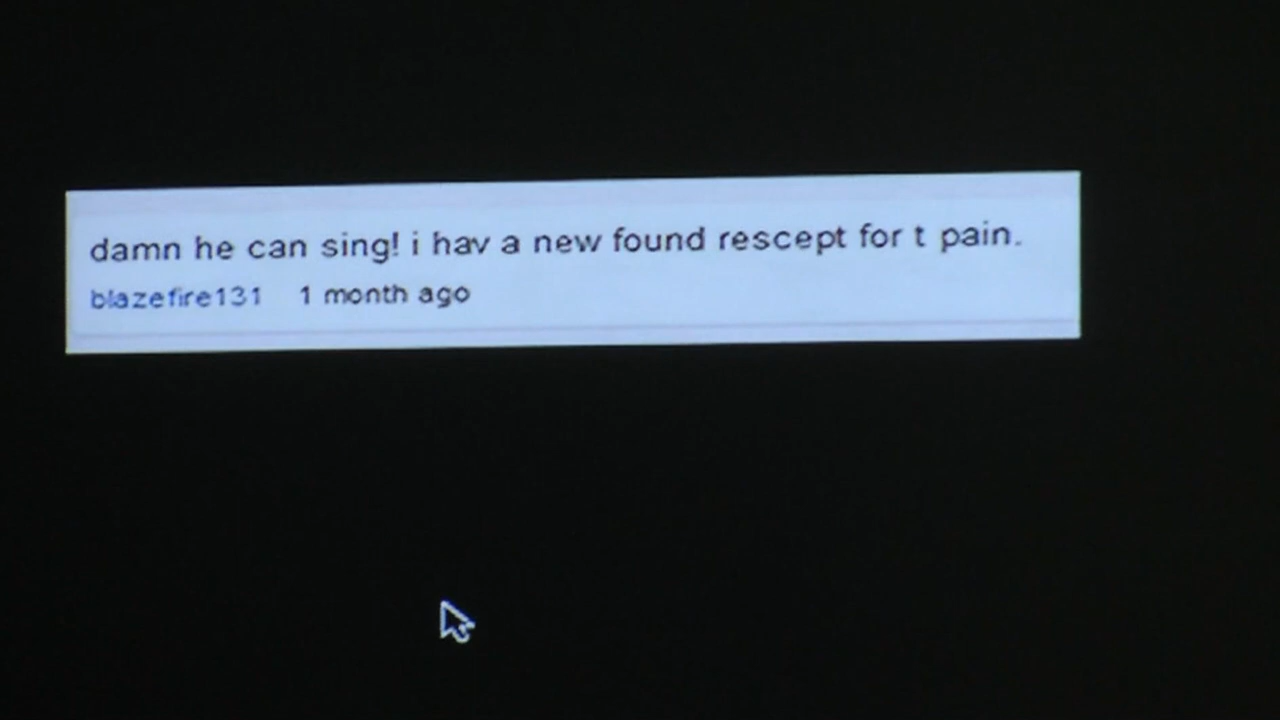 damn he can sing! i hav a new found rescept for t pain.
blazefire131 1 month ago